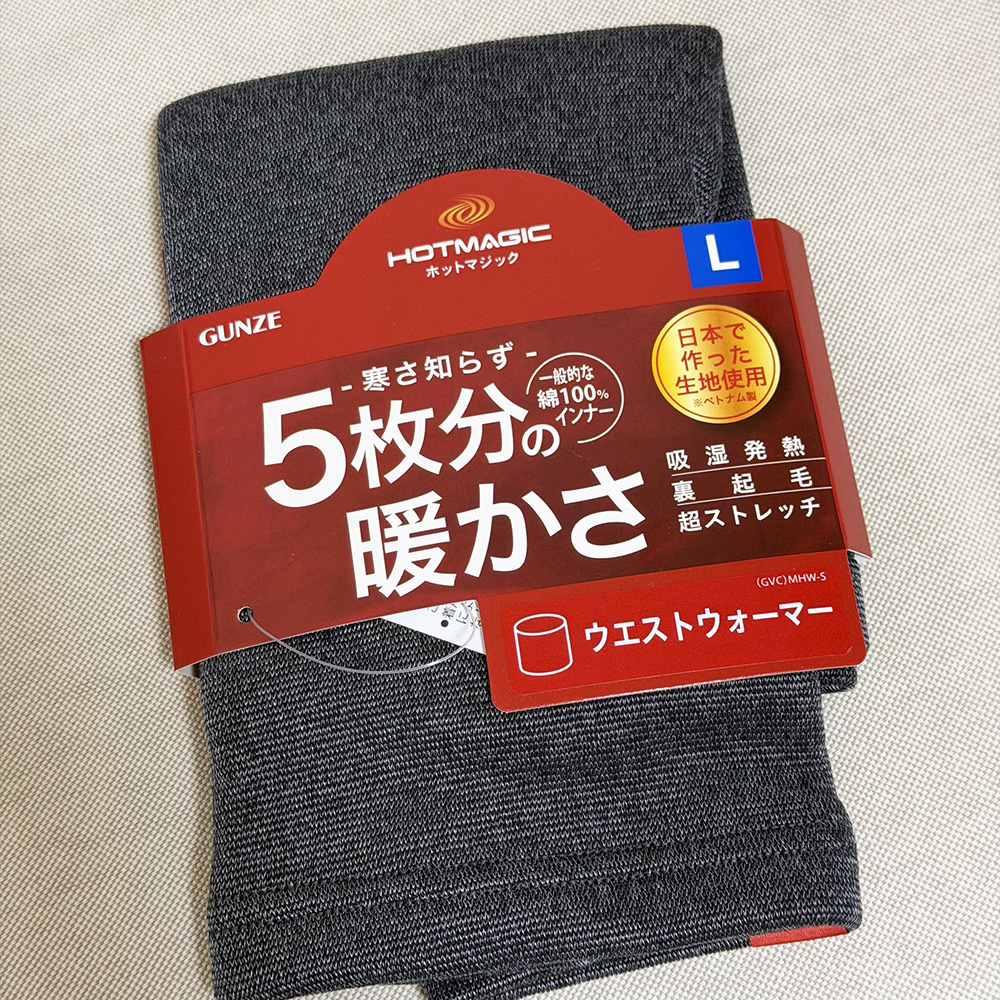 HOTMAGIC
ホットマジック
L
GUNZE
- 寒さ知らず -
5枚分の
一般的な
綿100%
インナー
暖かさ
日本で
作った
生地使用
※ベトナム製
吸湿発熱
裏起毛
超ストレッチ
(GVC)MHW-S
ウエストウォーマー